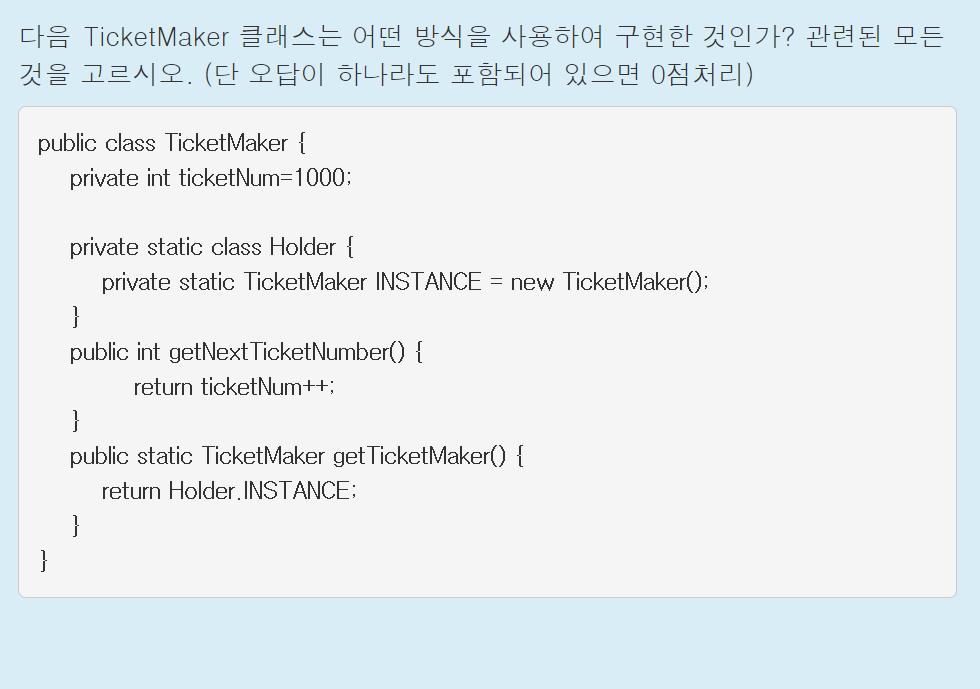 다음 TicketMaker 클래스는 어떤 방식을 사용하여 구현한 것인가? 관련된 모든
것을 고르시오. (단 오답이 하나라도 포함되어 있으면 0점처리)
public class TicketMaker {
private int ticketNum=1000;
private static class Holder {
private static TicketMaker INSTANCE = new TicketMaker();
}
public int getNextTicketNumber() {
return ticketNum++;
}
public static TicketMaker getTicketMaker() {
return Holder.INSTANCE;
}
}